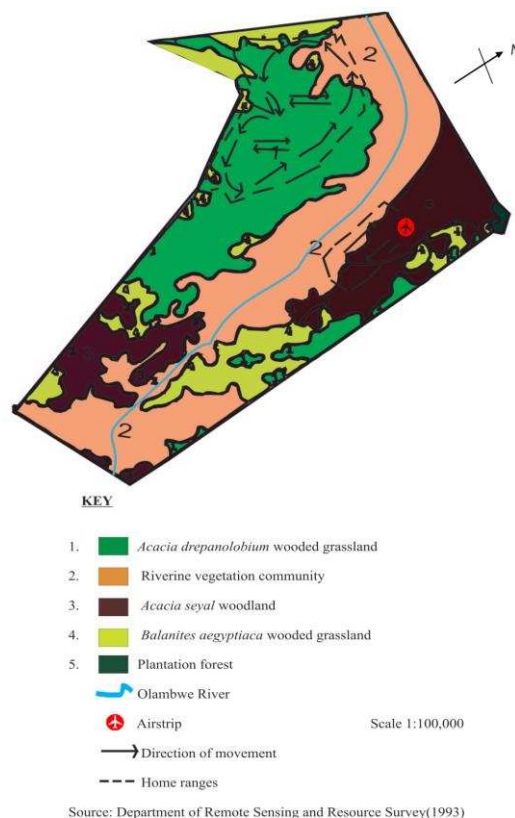 N
2
1
3
2
2
KEY
1. Acacia drepanolobium wooded grassland
2. Riverine vegetation community
3. Acacia seyal woodland
4. Balanites aegyptiaca wooded grassland
5. Plantation forest
Olambwe River
Airstrip Scale 1:100,000
Direction of movement
Home ranges
Source: Department of Remote Sensing and Resource Survey(1993)